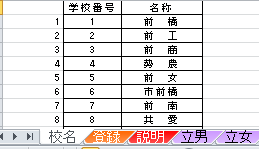 学校番号 名称
1 1 前 橋
2 2 前 工
3 3 前 商
4 4 勢 農
5 5 前 女
6 6 市前橋
7 7 前 南
8 8 共 愛
校名 登録 説明 立男 立女